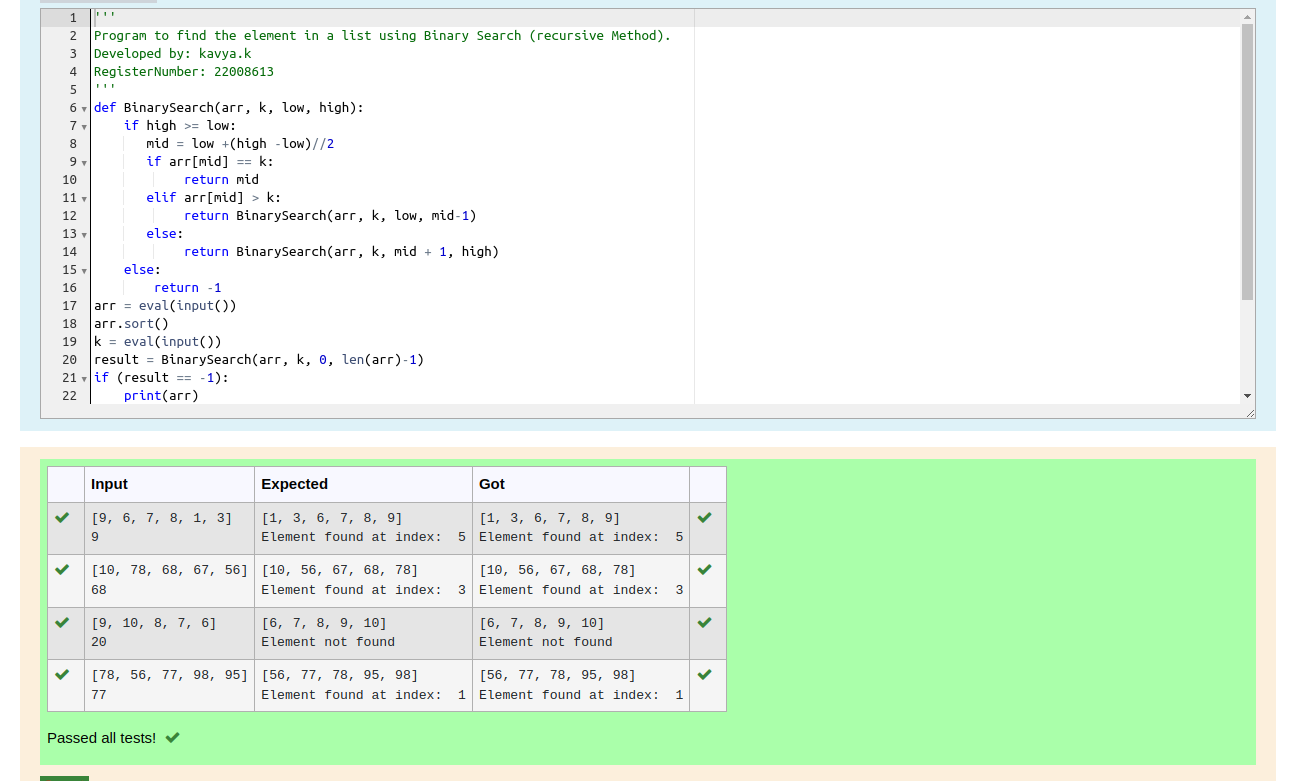 1 '''
2 Program to find the element in a list using Binary Search (recursive Method).
3 Developed by: kavya.k
4 RegisterNumber: 22008613
5 '''
6 def BinarySearch(arr, k, low, high):
7     if high >= low:
8        mid = low +(high -low)//2
9        if arr[mid] == k:
10            return mid
11       elif arr[mid] > k:
12            return BinarySearch(arr, k, low, mid-1)
13       else:
14            return BinarySearch(arr, k, mid + 1, high)
15    else:
16        return -1
17 arr = eval(input())
18 arr.sort()
19 k = eval(input())
20 result = BinarySearch(arr, k, 0, len(arr)-1)
21 if (result == -1):
22     print(arr)
Input Expected Got
[9, 6, 7, 8, 1, 3] [1, 3, 6, 7, 8, 9] [1, 3, 6, 7, 8, 9]
9 Element found at index:  5 Element found at index:  5
[10, 78, 68, 67, 56] [10, 56, 67, 68, 78] [10, 56, 67, 68, 78]
68 Element found at index:  3 Element found at index:  3
[9, 10, 8, 7, 6] [6, 7, 8, 9, 10] [6, 7, 8, 9, 10]
20 Element not found Element not found
[78, 56, 77, 98, 95] [56, 77, 78, 95, 98] [56, 77, 78, 95, 98]
77 Element found at index:  1 Element found at index:  1
Passed all tests!